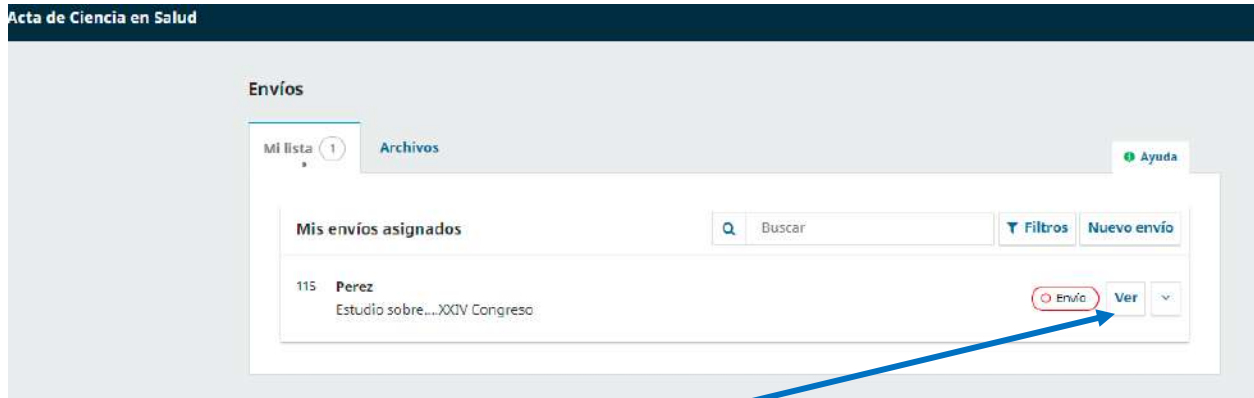 Acta de Ciencia en Salud
Envíos
Mi lista 1 Archivos
Ayuda
Mis envíos asignados Buscar Filtros Nuevo envío
115 Perez Envío Ver
Estudio sobre....XXIV Congreso